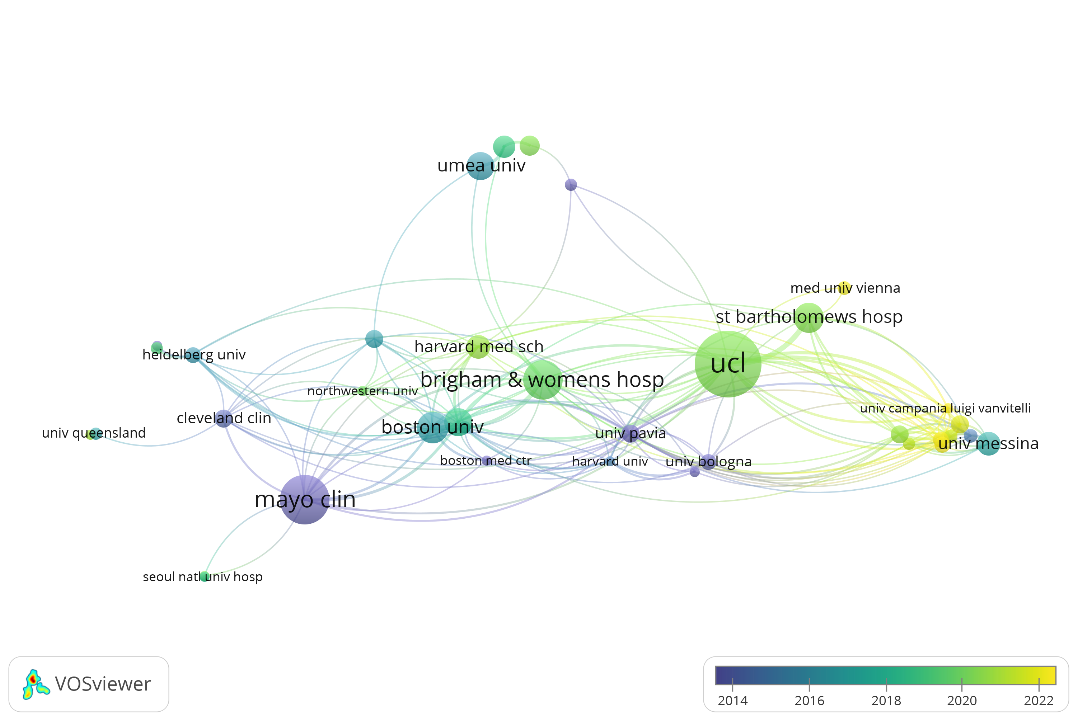 umea univ
med univ vienna
st bartholomews hosp
harvard med sch
heidelberg univ
ucl
brigham & womens hosp
northwestern univ
univ campania luigi vanvitelli
cleveland clin
boston univ
univ queensland
univ pavia
univ messina
boston med ctr
harvard univ
univ bologna
mayo clin
seoul natl univ hosp
VOSviewer
2014
2016
2018
2020
2022